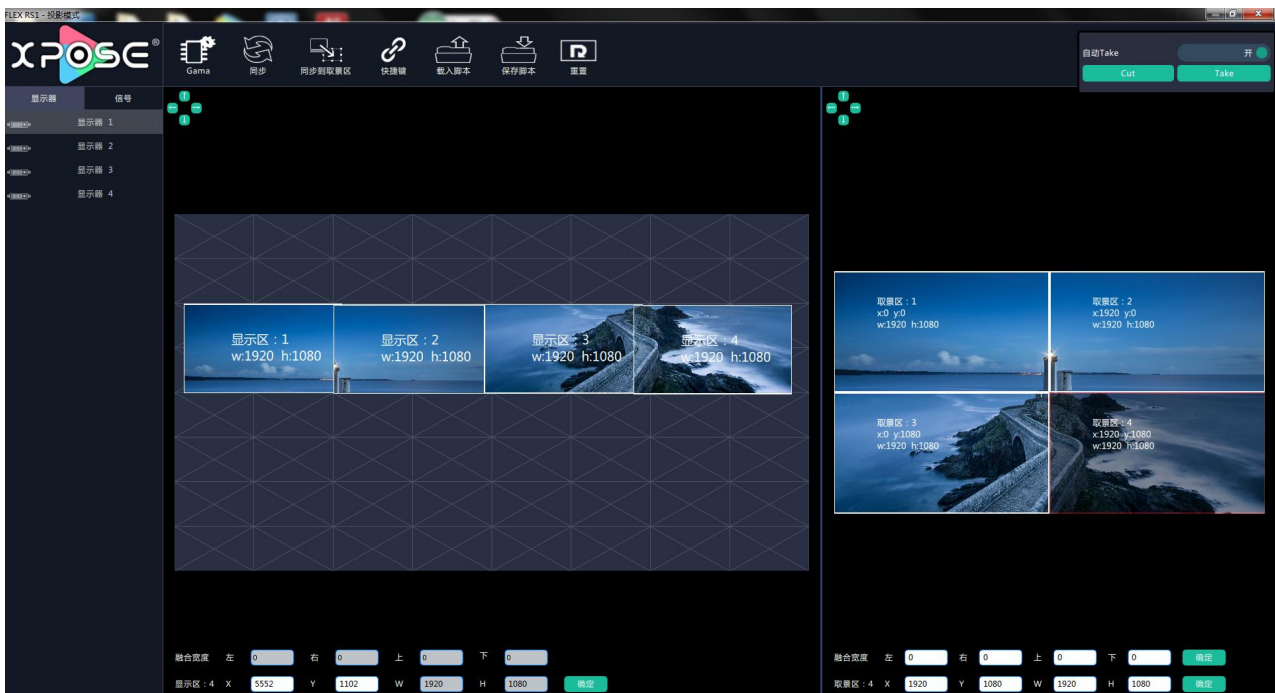 FLEX RS1 - 投影模式
XPOSE®
Gama 同步 同步到取景区 快捷键 载入脚本 保存脚本 重置
自动Take 开
Cut Take
显示器 信号
显示器 1
显示器 2
显示器 3
显示器 4
显示区:1
w:1920 h:1080
显示区:2
w:1920 h:1080
显示区:3
w:1920 h:1080
显示区:4
w:1920 h:1080
取景区:1
x:0 y:0
w:1920 h:1080
取景区:2
x:1920 y:0
w:1920 h:1080
取景区:3
x:0 y:1080
w:1920 h:1080
取景区:4
x:1920 y:1080
w:1920 h:1080
融合宽度 左 0 右 0 上 0 下 0
显示区:4 X 5552 Y 1102 W 1920 H 1080 确定
融合宽度 左 0 右 0 上 0 下 0 确定
取景区:4 X 1920 Y 1080 W 1920 H 1080 确定